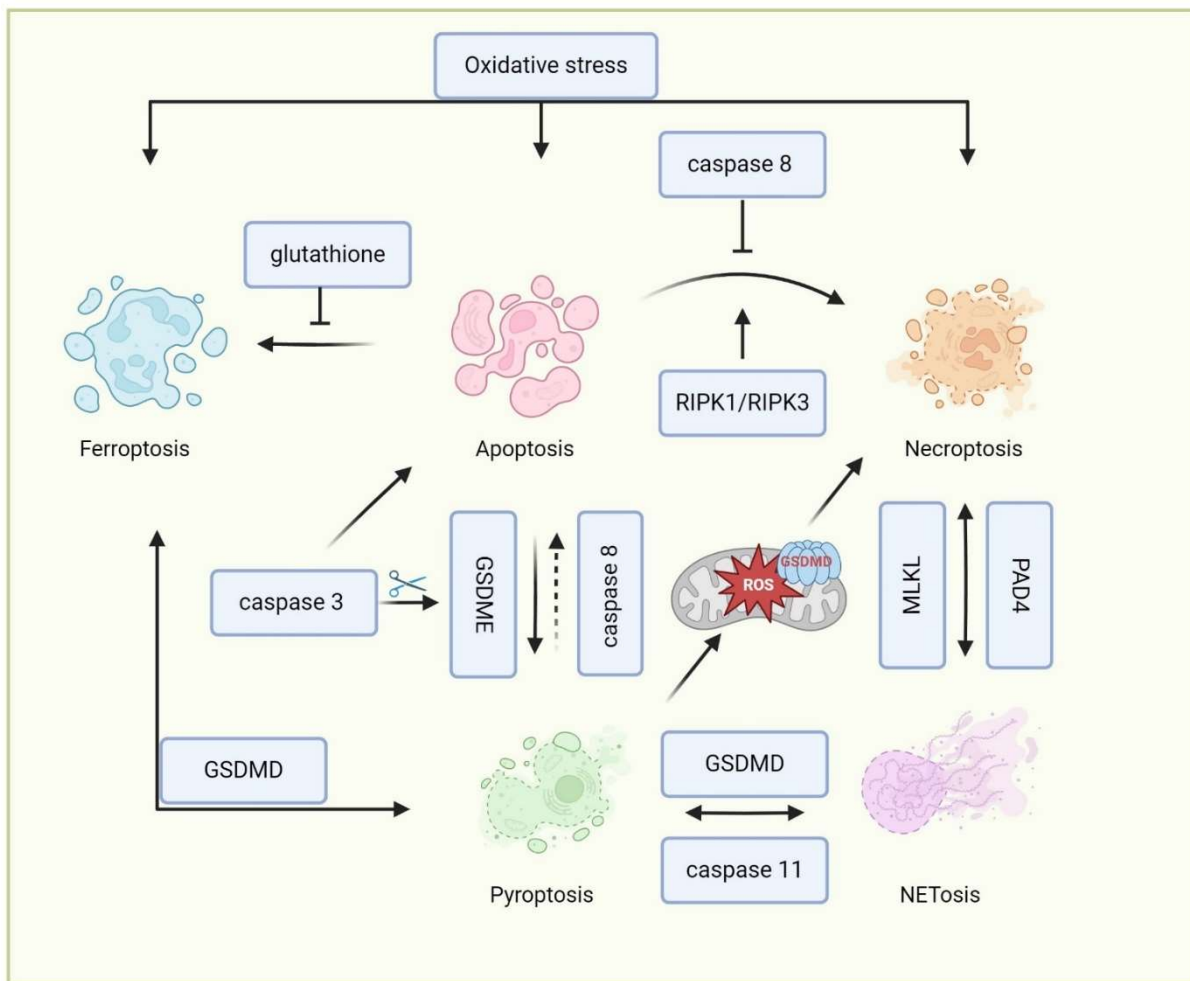 Oxidative stress
caspase 8
glutathione
RIPK1/RIPK3
Ferroptosis
Apoptosis
Necroptosis
caspase 3
GSDME
caspase 8
ROS
GSDMD
MLKL
PAD4
GSDMD
GSDMD
caspase 11
Pyroptosis
NETosis